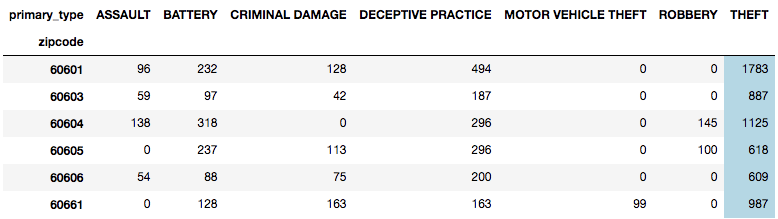 primary_type ASSAULT BATTERY CRIMINAL DAMAGE DECEPTIVE PRACTICE MOTOR VEHICLE THEFT ROBBERY THEFT
zipcode
60601 96 232 128 494 0 0 1783
60603 59 97 42 187 0 0 887
60604 138 318 0 296 0 145 1125
60605 0 237 113 296 0 100 618
60606 54 88 75 200 0 0 609
60661 0 128 163 163 99 0 987